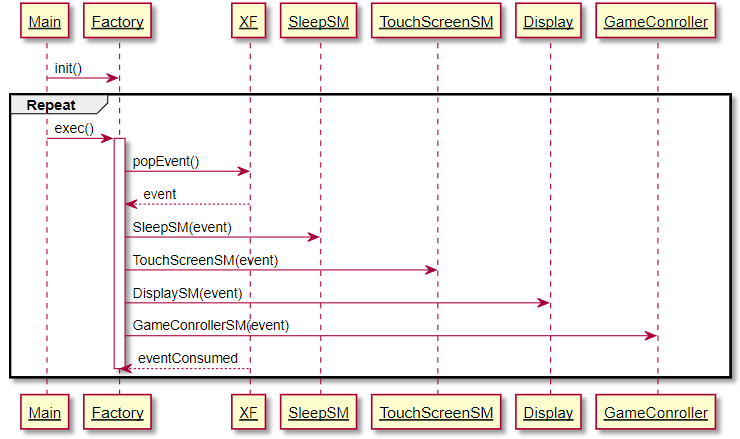 Main Factory XF SleepSM TouchScreenSM Display GameConroller
init()
Repeat
exec()
popEvent()
event
SleepSM(event)
TouchScreenSM(event)
DisplaySM(event)
GameConrollerSM(event)
eventConsumed
Main Factory XF SleepSM TouchScreenSM Display GameConroller